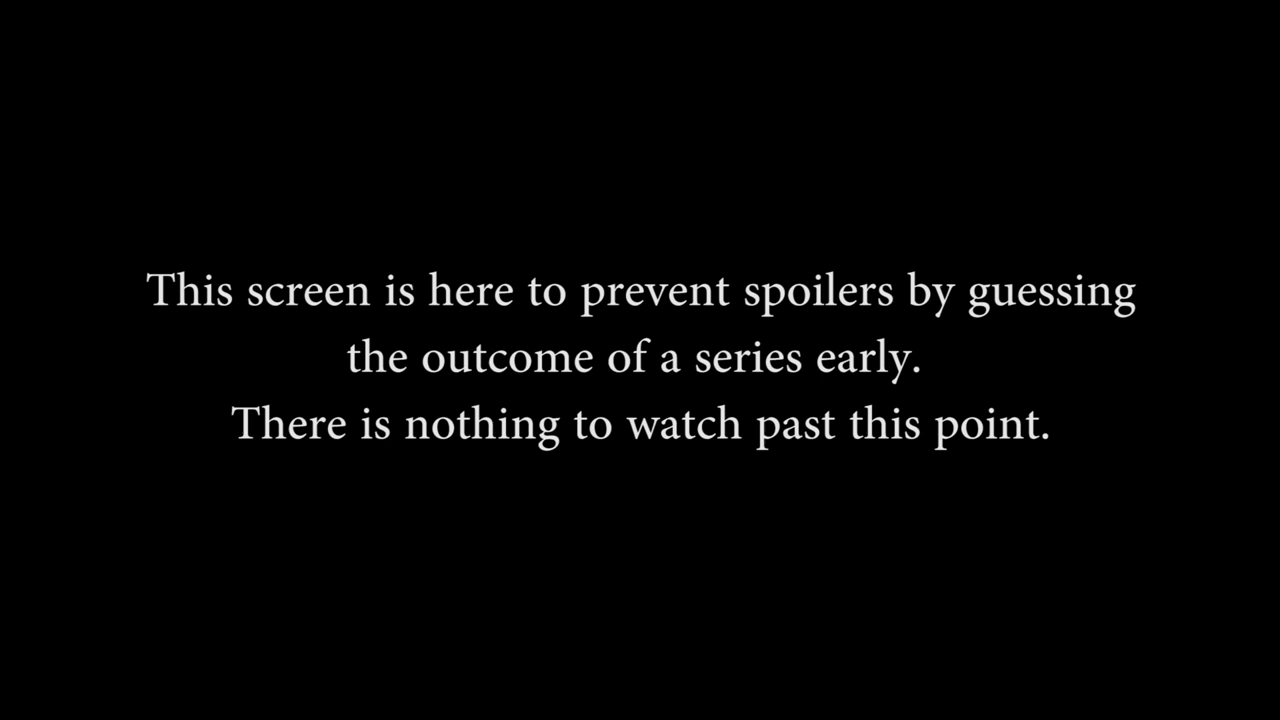 This screen is here to prevent spoilers by guessing
the outcome of a series early.
There is nothing to watch past this point.